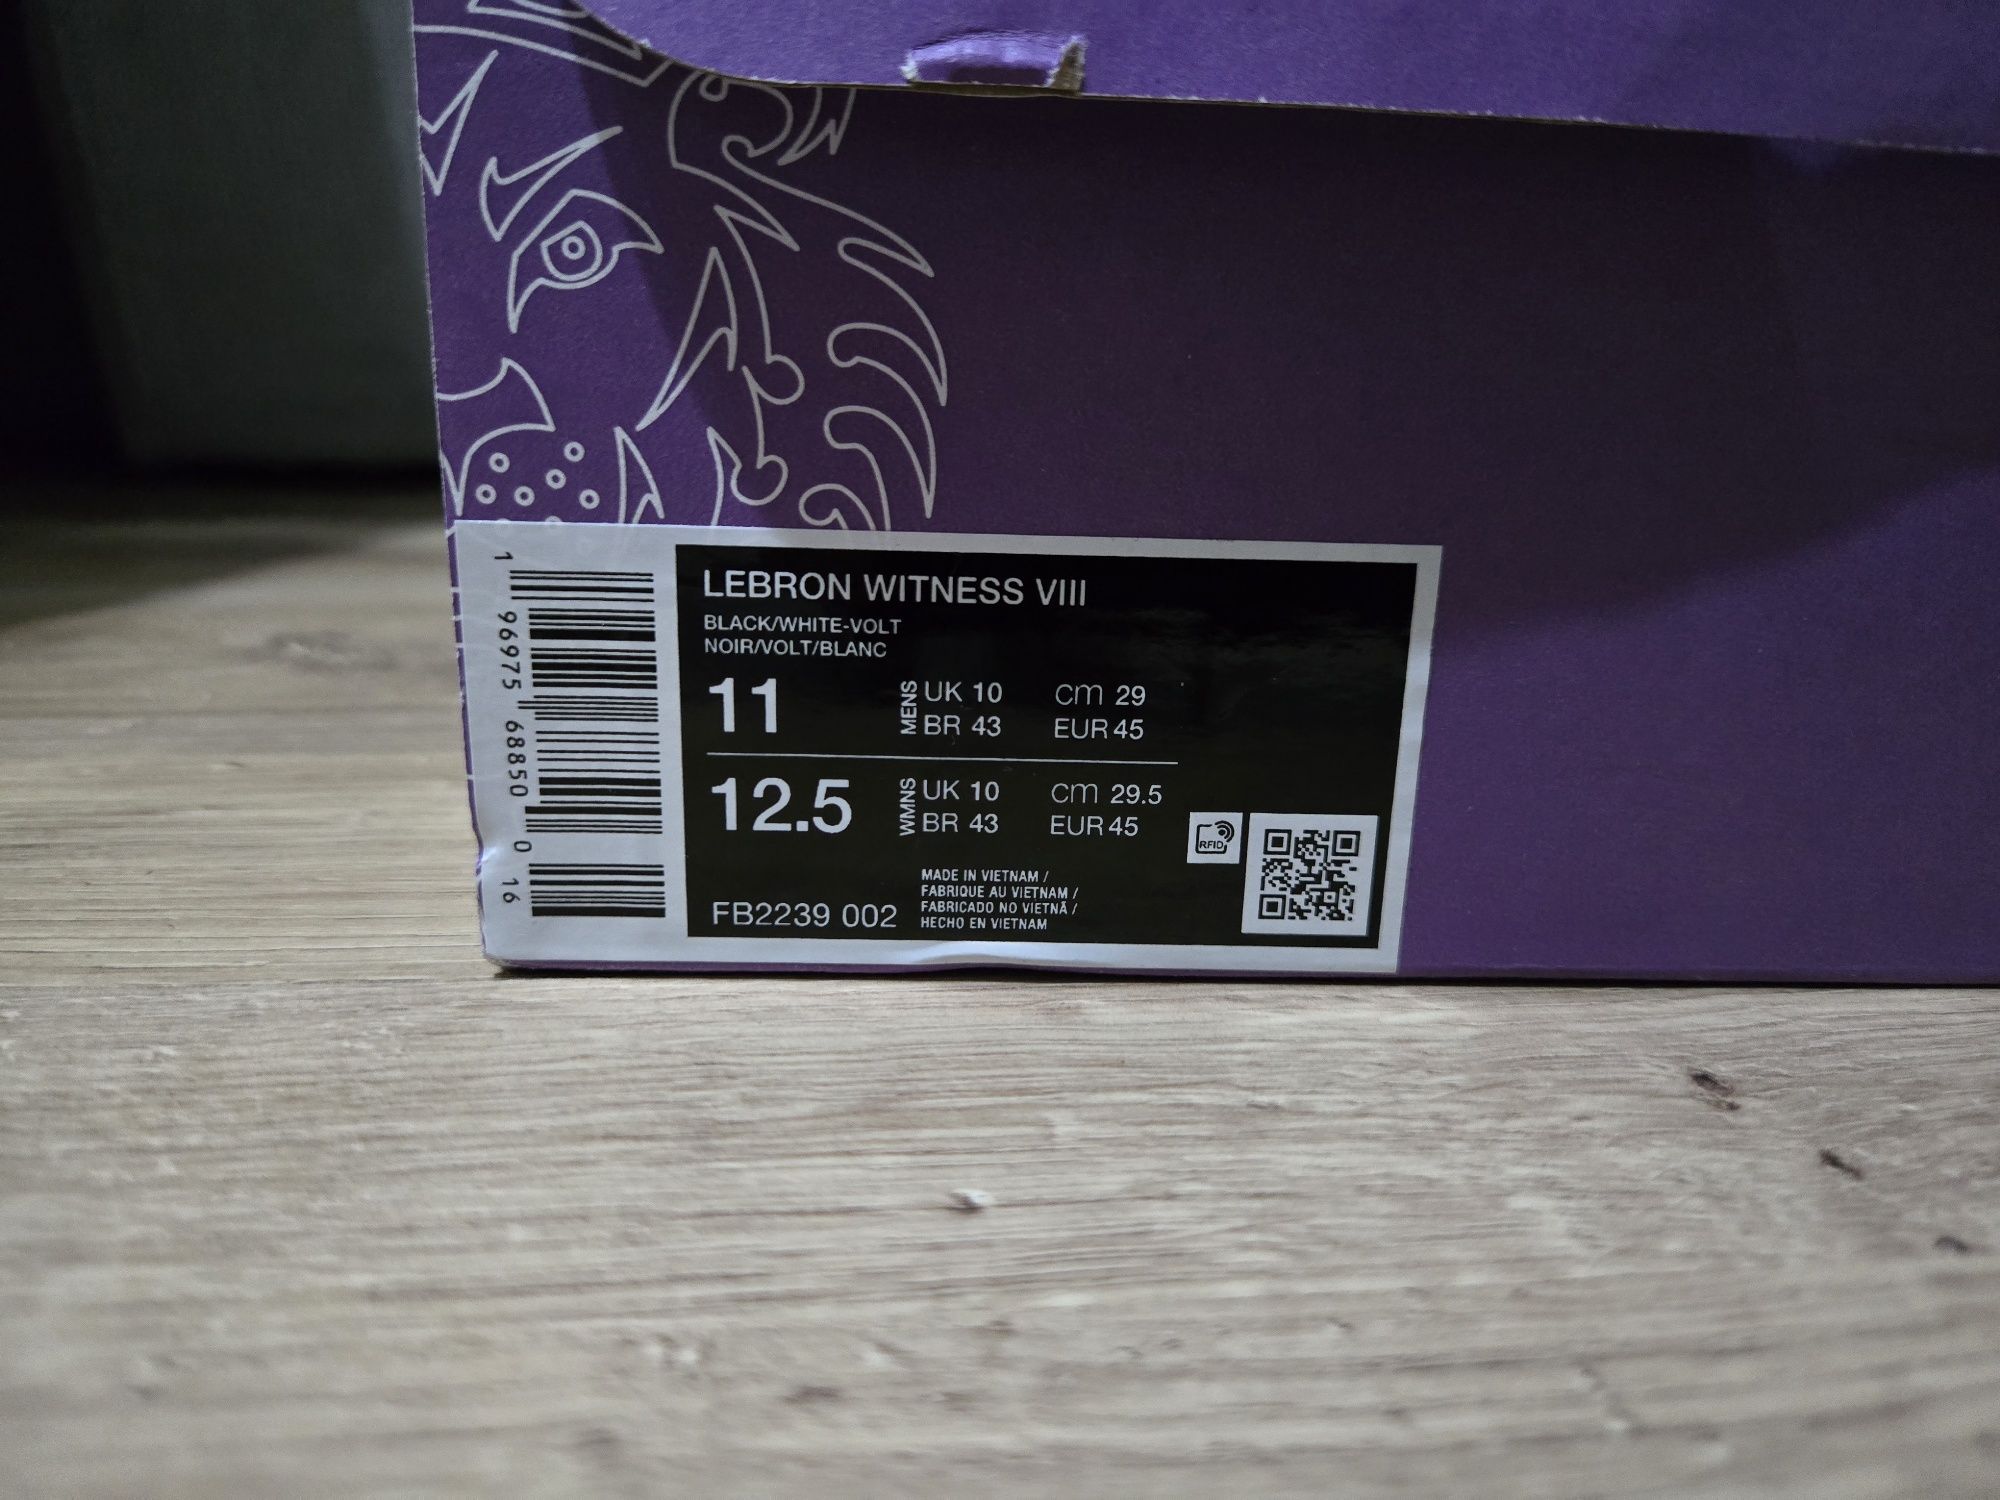 LEBRON WITNESS VIII
BLACK/WHITE-VOLT
NOIR/VOLT/BLANC
11
MENS
UK 10
cm 29
BR 43
EUR 45
12.5
WMNS
UK 10
cm 29.5
BR 43
EUR 45
RFID
FB2239 002
MADE IN VIETNAM /
FABRIQUE AU VIETNAM /
FABRICADO NO VIETNÃ /
HECHO EN VIETNAM
1 96975 68850 0 16